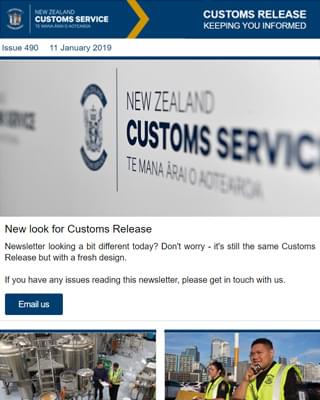 NEW ZEALAND
CUSTOMS SERVICE
TE MANA ĀRAI O AOTEAROA
CUSTOMS RELEASE
KEEPING YOU INFORMED
Issue 490 11 January 2019
SERVICE
NEW ZEALAND
CUSTOMS SERVIC
TE MANA ĀRAI O AOTEAROA
New look for Customs Release
Newsletter looking a bit different today? Don't worry - it's still the same Customs
Release but with a fresh design.
If you have any issues reading this newsletter, please get in touch with us.
Email us